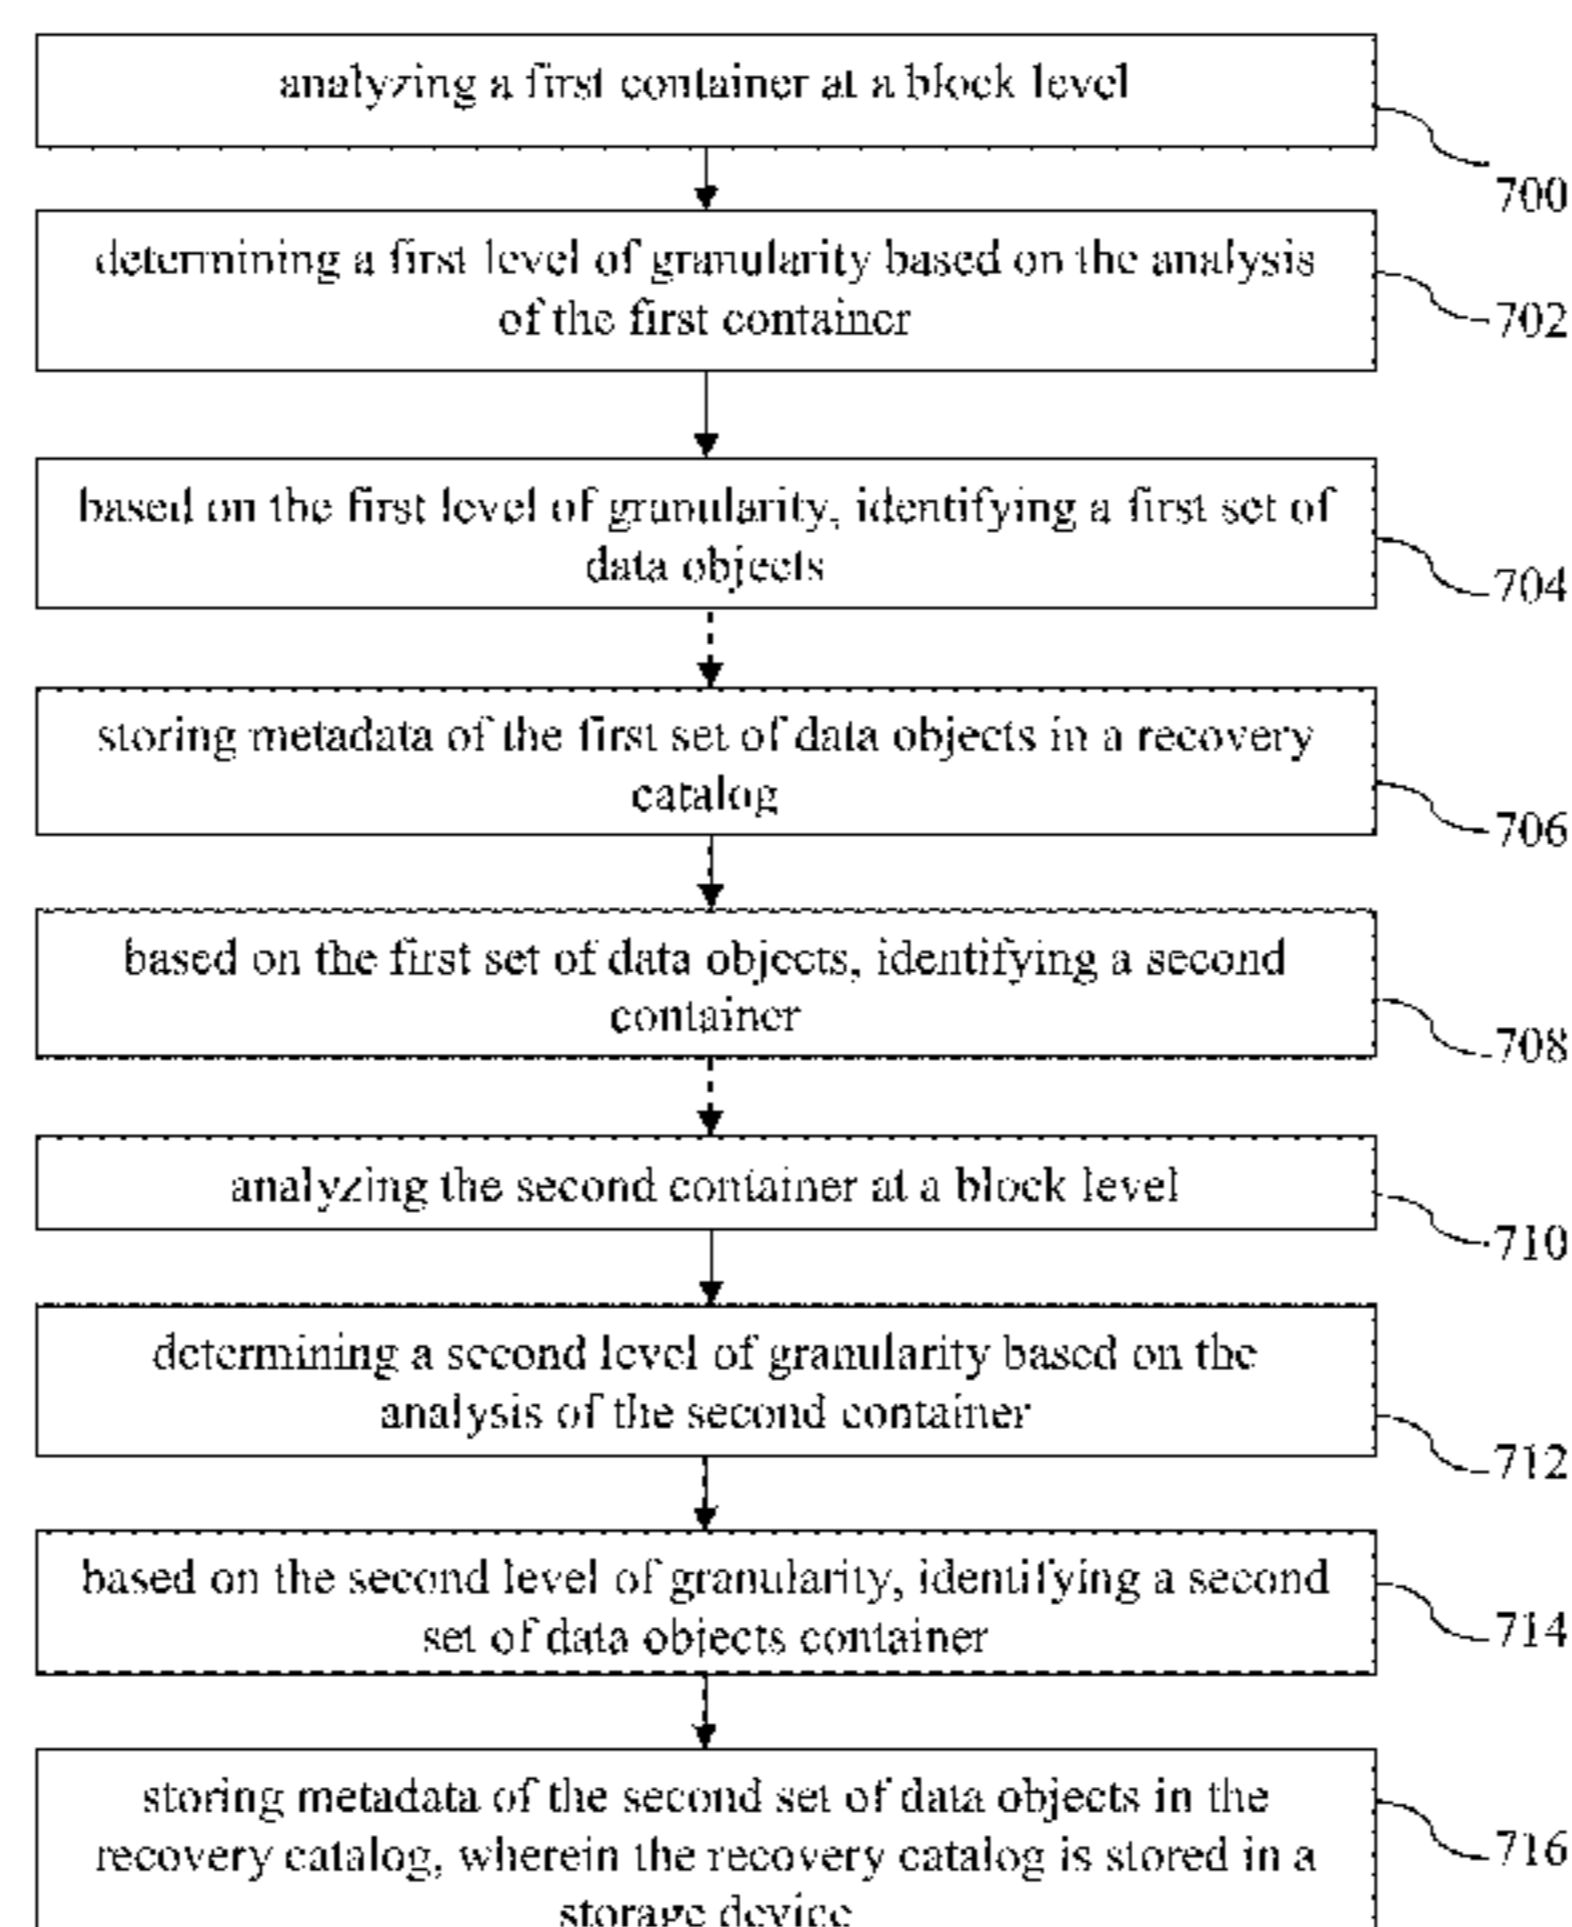 analyzing a first container at a block level
700
determining a first level of granularity based on the analysis
of the first container
702
based on the first level of granularity, identifying a first set of
data objects
704
storing metadata of the first set of data objects in a recovery
catalog
706
based on the first set of data objects, identifying a second
container
708
analyzing the second container at a block level
710
determining a second level of granularity based on the
analysis of the second container
712
based on the second level of granularity, identifying a second
set of data objects container
714
storing metadata of the second set of data objects in the
recovery catalog, wherein the recovery catalog is stored in a
storage device
716